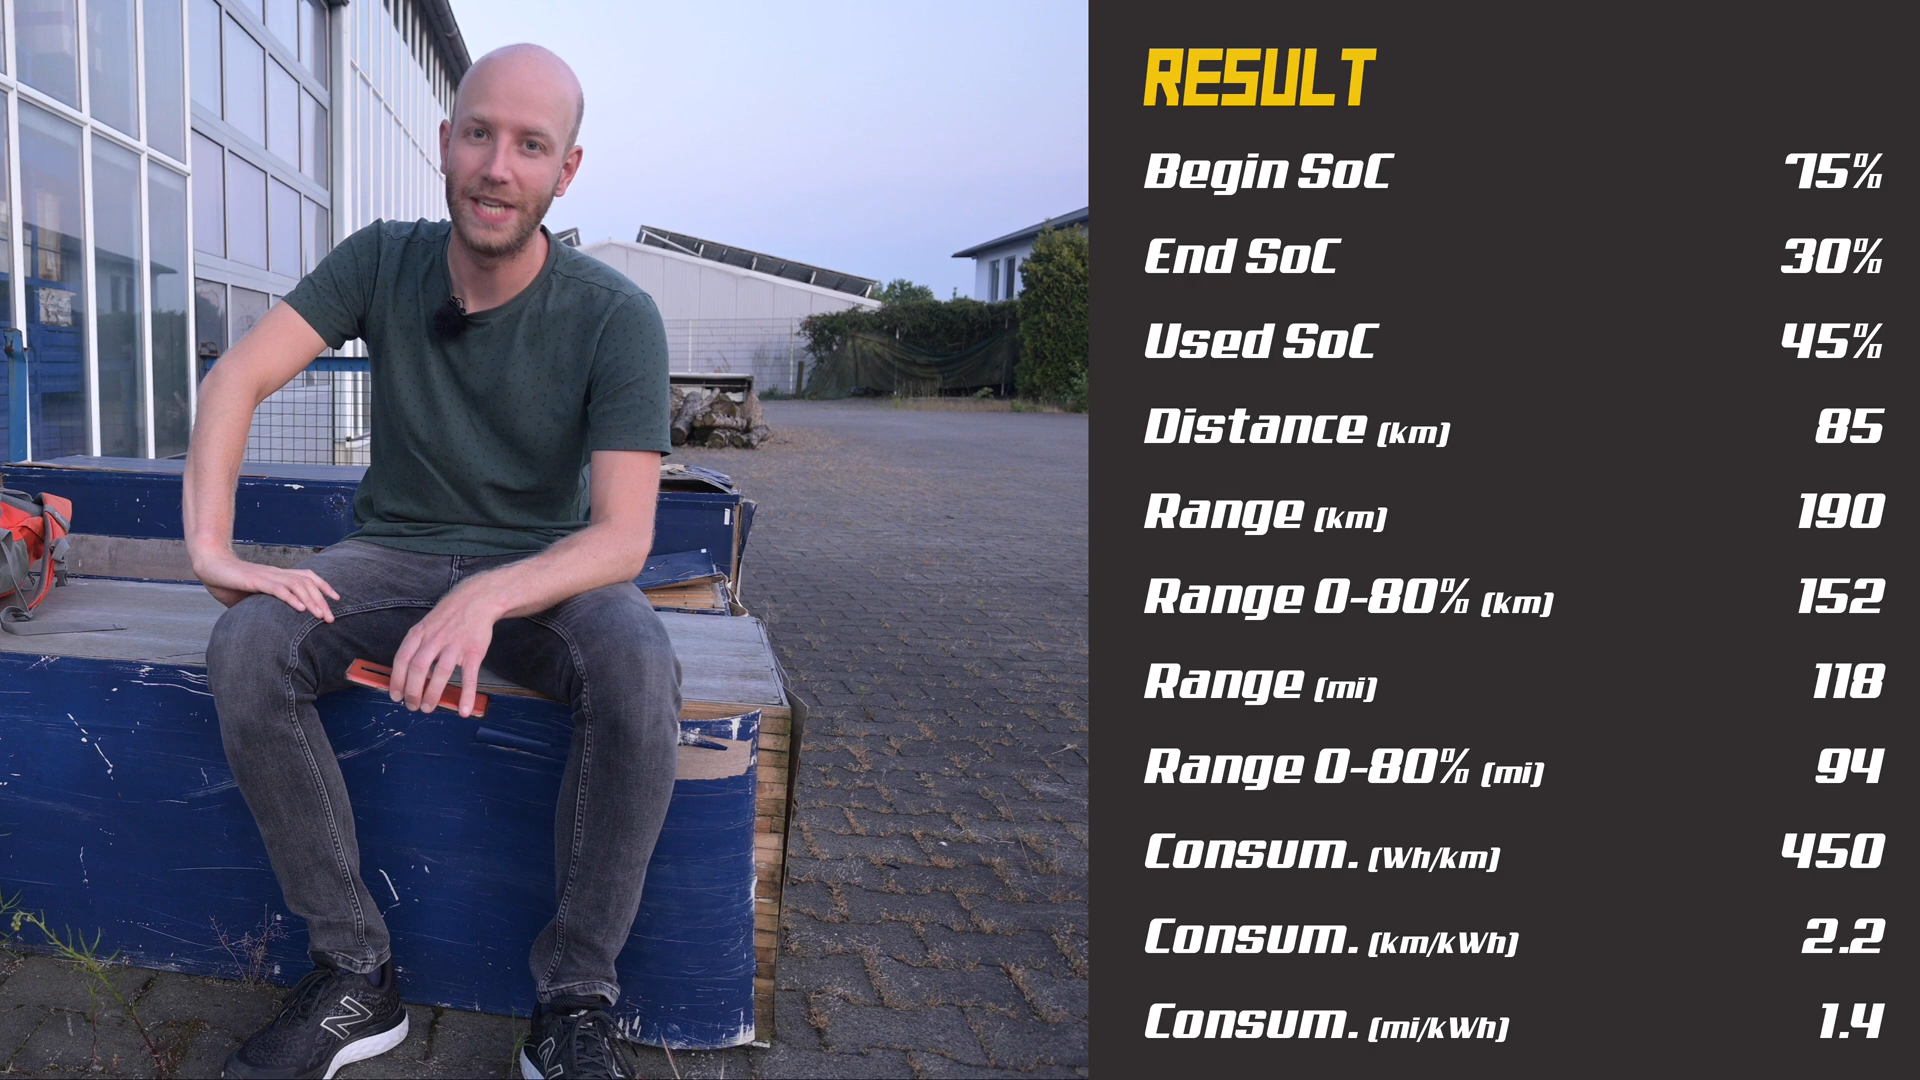 RESULT
Begin SoC 75%
End SoC 30%
Used SoC 45%
Distance (km) 85
Range (km) 190
Range 0-80% (km) 152
Range (mi) 118
Range 0-80% (mi) 94
Consum. (Wh/km) 450
Consum. (km/kWh) 2.2
Consum. (mi/kWh) 1.4
N
N